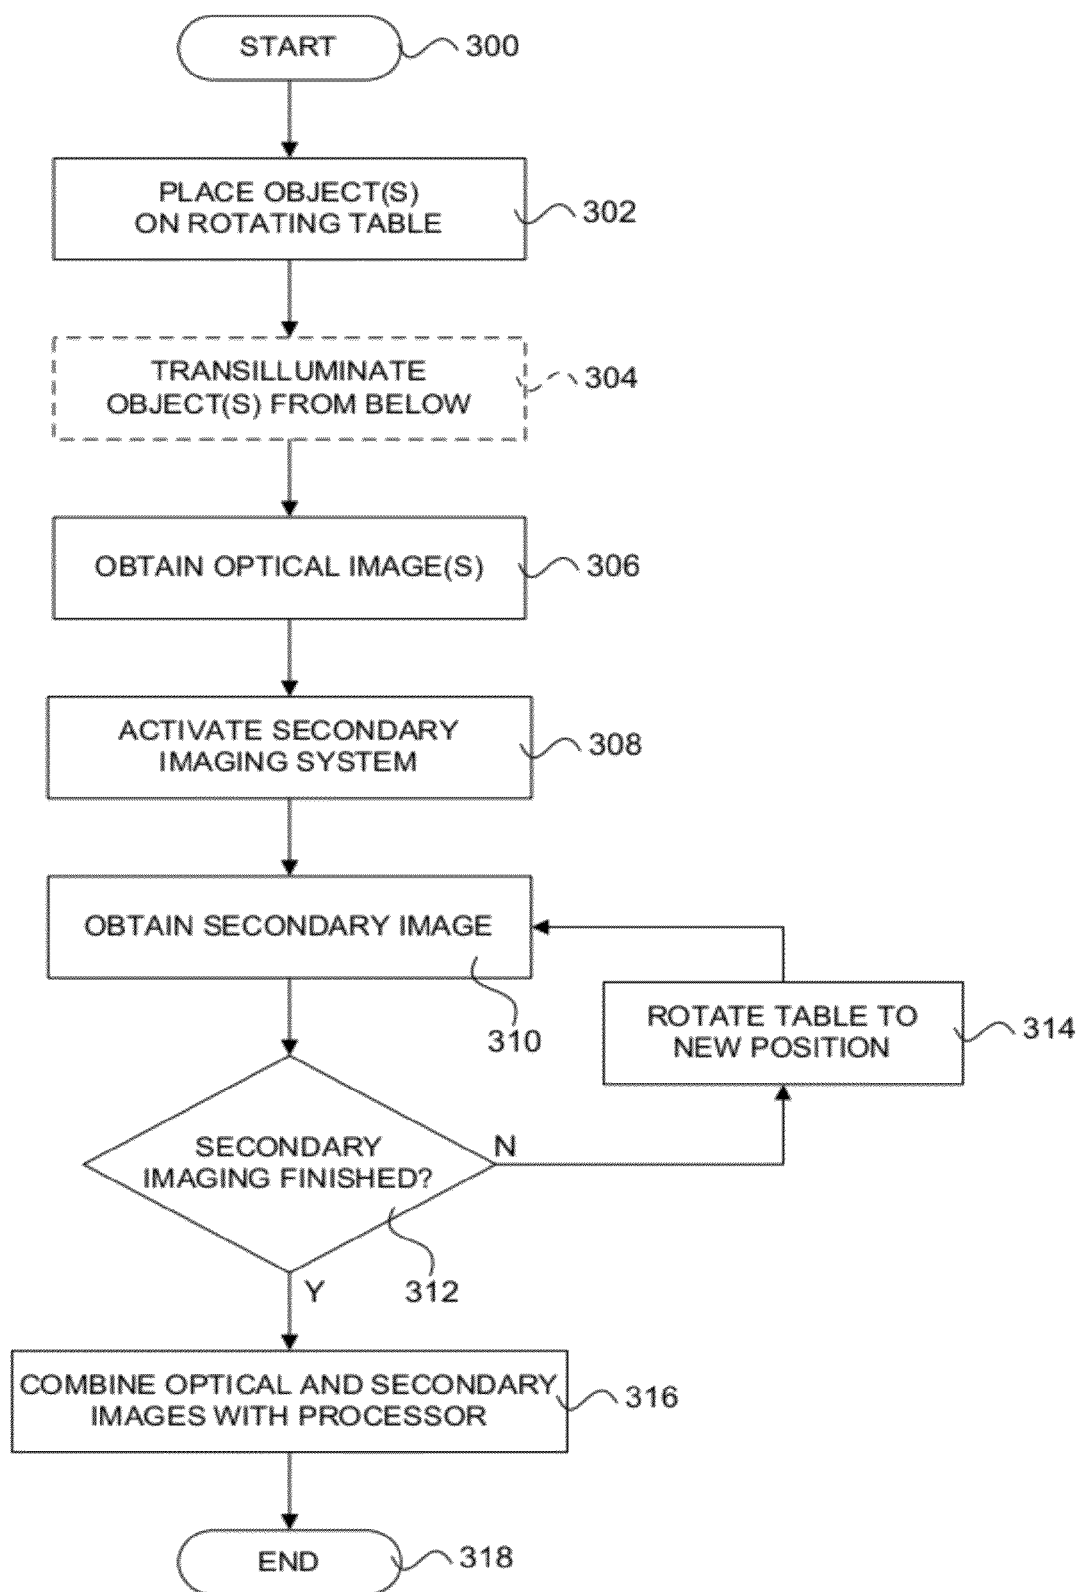 START
300
PLACE OBJECT(S)
ON ROTATING TABLE
302
TRANSILLUMINATE
OBJECT(S) FROM BELOW
304
OBTAIN OPTICAL IMAGE(S)
306
ACTIVATE SECONDARY
IMAGING SYSTEM
308
OBTAIN SECONDARY IMAGE
310
ROTATE TABLE TO
NEW POSITION
314
SECONDARY
IMAGING FINISHED?
N
312
Y
COMBINE OPTICAL AND SECONDARY
IMAGES WITH PROCESSOR
316
END
318